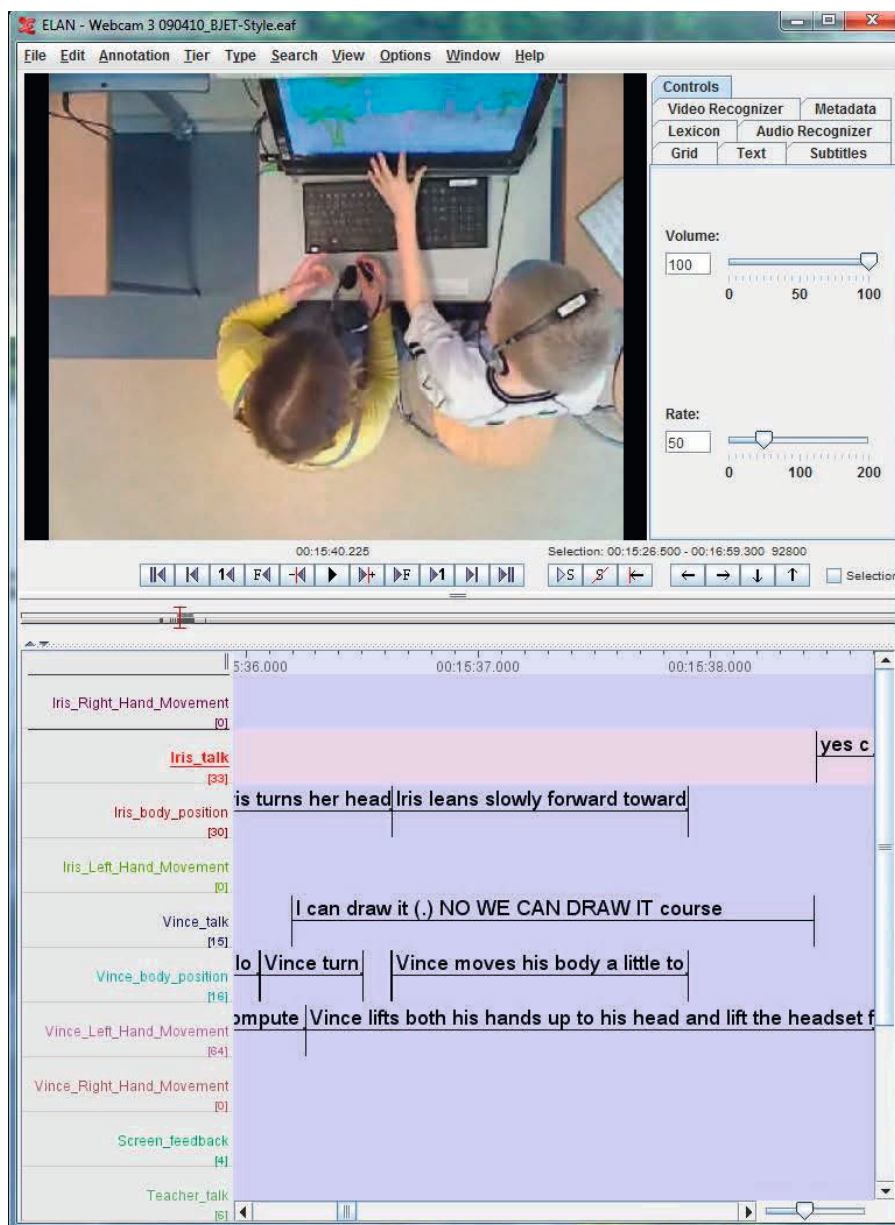 ELAN - Webcam 3 090410_BJET-Style.eaf
File Edit Annotation Tier Type Search View Options Window Help
Controls
Video Recognizer Metadata
Lexicon Audio Recognizer
Grid Text Subtitles
Volume:
100
0 50 100
Rate:
50
0 100 200
00:15:40.225
Selection: 00:15:26.500 - 00:16:59.300 92800
Selection
5:36.000 00:15:37.000 00:15:38.000
Iris_Right_Hand_Movement
[0]
yes c
Iris_talk
[33]
is turns her head Iris leans slowly forward toward
Iris_body_position
[30]
Iris_Left_Hand_Movement
[0]
I can draw it (.) NO WE CAN DRAW IT course
Vince_talk
[15]
lo Vince turn Vince moves his body a little to
Vince_body_position
[16]
ompute Vince lifts both his hands up to his head and lift the headset f
Vince_Left_Hand_Movement
[64]
Vince_Right_Hand_Movement
[0]
Screen_feedback
[4]
Teacher_talk
[6]